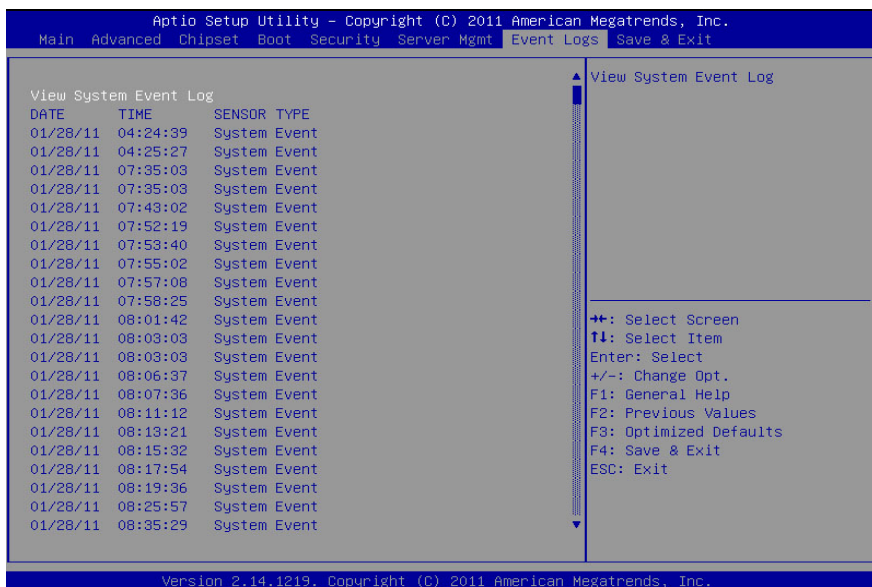 Aptio Setup Utility – Copyright (C) 2011 American Megatrends, Inc.
Main Advanced Chipset Boot Security Server Mgmt Event Logs Save & Exit
View System Event Log
View System Event Log
DATE TIME SENSOR TYPE
01/28/11 04:24:39 System Event
01/28/11 04:25:27 System Event
01/28/11 07:35:03 System Event
01/28/11 07:35:03 System Event
01/28/11 07:43:02 System Event
01/28/11 07:52:19 System Event
01/28/11 07:53:40 System Event
01/28/11 07:55:02 System Event
01/28/11 07:57:08 System Event
01/28/11 07:58:25 System Event
01/28/11 08:01:42 System Event
01/28/11 08:03:03 System Event
01/28/11 08:03:03 System Event
01/28/11 08:06:37 System Event
01/28/11 08:07:36 System Event
01/28/11 08:11:12 System Event
01/28/11 08:13:21 System Event
01/28/11 08:15:32 System Event
01/28/11 08:17:54 System Event
01/28/11 08:19:36 System Event
01/28/11 08:25:57 System Event
01/28/11 08:35:29 System Event
→←: Select Screen
↑↓: Select Item
Enter: Select
+/-: Change Opt.
F1: General Help
F2: Previous Values
F3: Optimized Defaults
F4: Save & Exit
ESC: Exit
Version 2.14.1219. Copyright (C) 2011 American Megatrends, Inc.